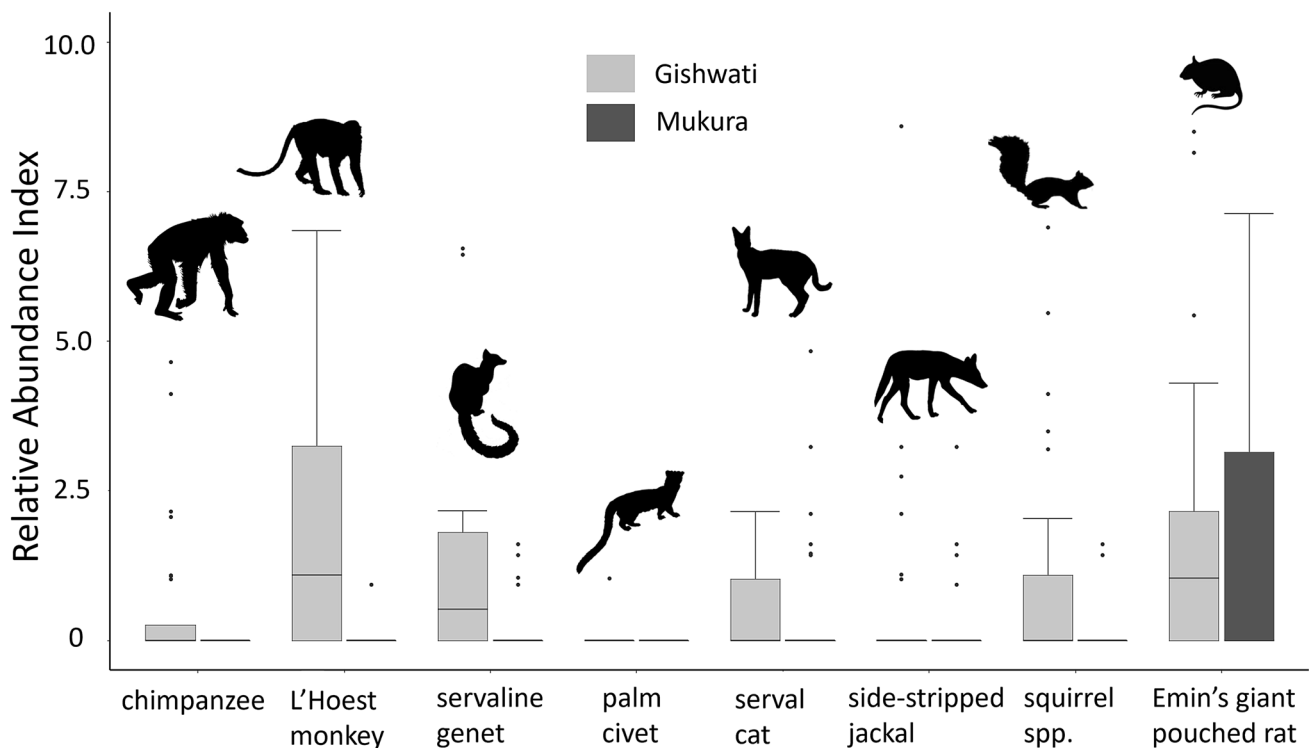 Relative Abundance Index
10.0
7.5
5.0
2.5
0
Gishwati
Mukura
chimpanzee
L'Hoest
monkey
servaline
genet
palm
civet
serval
cat
side-stripped
jackal
squirrel
spp.
Emin's giant
pouched rat